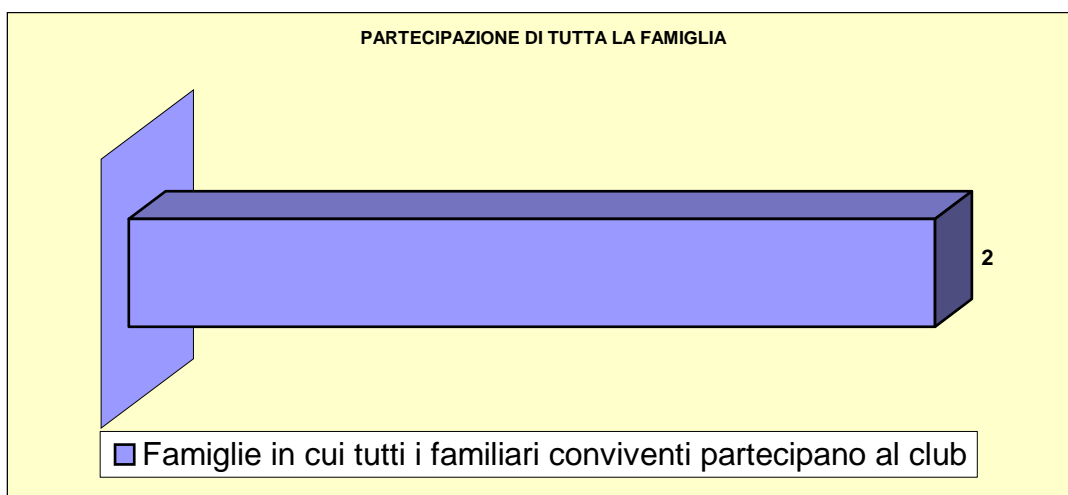 PARTECIPAZIONE DI TUTTA LA FAMIGLIA
2
Famiglie in cui tutti i familiari conviventi partecipano al club